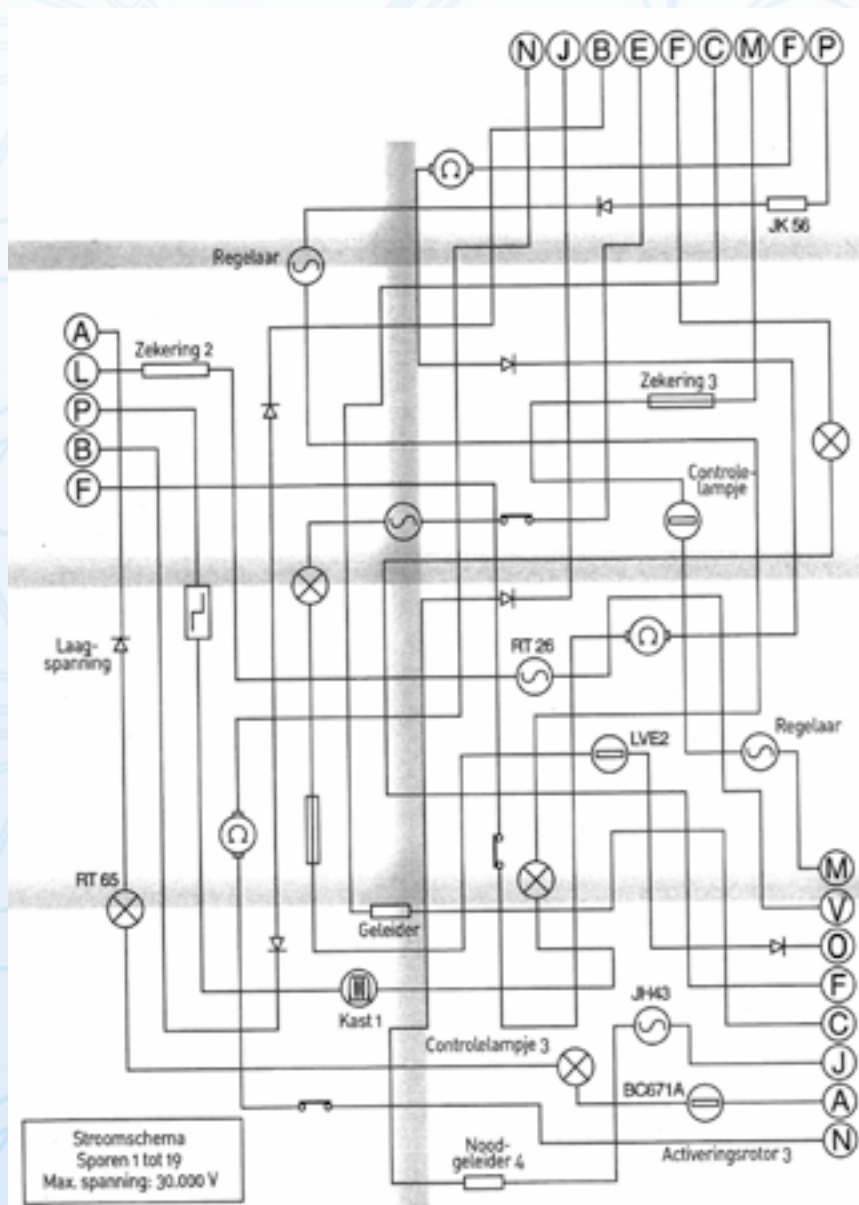 N J B E F C M F P
JK 56
Regelaar
A
Zekering 2
L
Zekering 3
P
B
Controle-
lampje
F
RT 26
Laag-
spanning
Regelaar
LVE2
M
RT 65
V
Geleider
O
F
JH43
Kast 1
C
Controlelampje 3
J
BC671A
A
Stroomschema
Sporen 1 tot 19
Max. spanning: 30.000 V
Nood-
geleider 4
Activeringsrotor 3
N